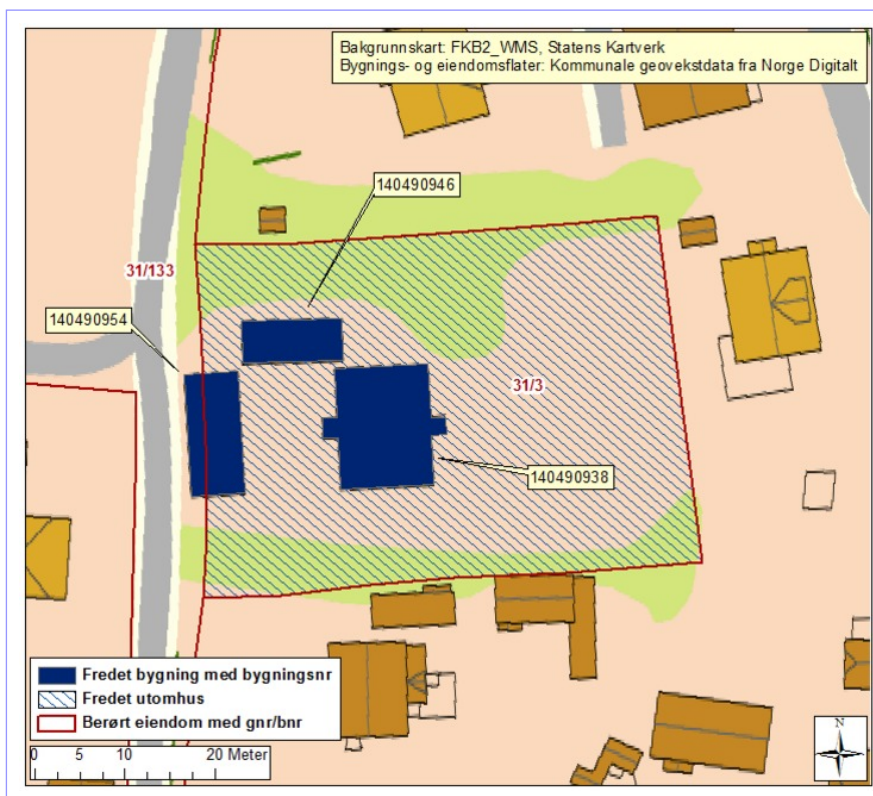 Bakgrunnskart: FKB2_WMS, Statens Kartverk
Bygnings- og eiendomsflater: Kommunale geovekstdata fra Norge Digitalt
140490946
31/133
140490954
31/3
140490938
Fredet bygning med bygningsnr
Fredet utomhus
Berørt eiendom med gnr/bnr
0 5 10 20 Meter
N